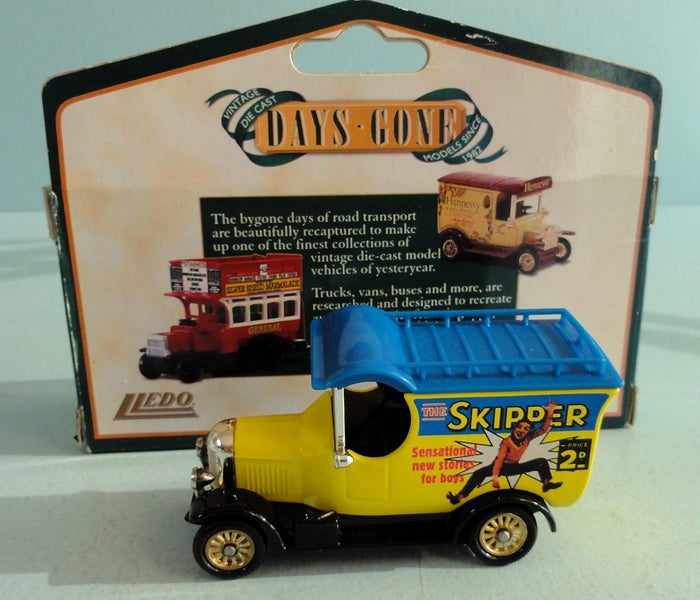 VINTAGE
DIE CAST
DAYS·GONE
MODELS SINCE
1982
Hennessy
Hennessy
The bygone days of road transport
are beautifully recaptured to make
up one of the finest collections of
vintage die-cast model
vehicles of yesteryear.
Trucks, vans, buses and more, are
researched and designed to recreate
GENERAL
LLEDO
THE SKIPPER
Sensational
new stories
for boys
PRICE
2D